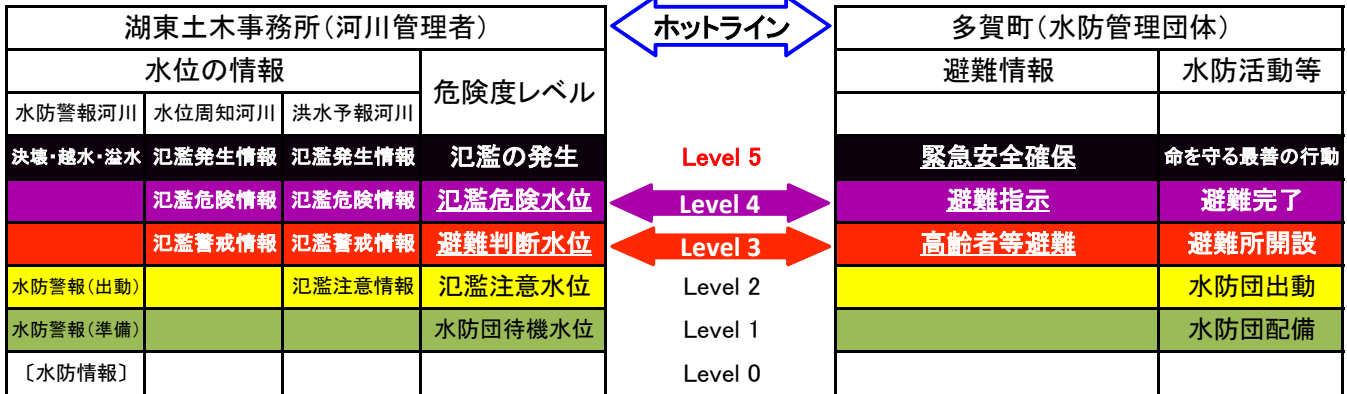 湖東土木事務所(河川管理者) ホットライン 多賀町(水防管理団体)
水位の情報 危険度レベル 避難情報 水防活動等
水防警報河川 水位周知河川 洪水予報河川
決壊・越水・溢水 氾濫発生情報 氾濫発生情報 氾濫の発生 Level 5 緊急安全確保 命を守る最善の行動
氾濫危険情報 氾濫危険情報 氾濫危険水位 Level 4 避難指示 避難完了
氾濫警戒情報 氾濫警戒情報 避難判断水位 Level 3 高齢者等避難 避難所開設
水防警報(出動) 氾濫注意情報 氾濫注意水位 Level 2 水防団出動
水防警報(準備) 水防団待機水位 Level 1 水防団配備
〔水防情報〕 Level 0